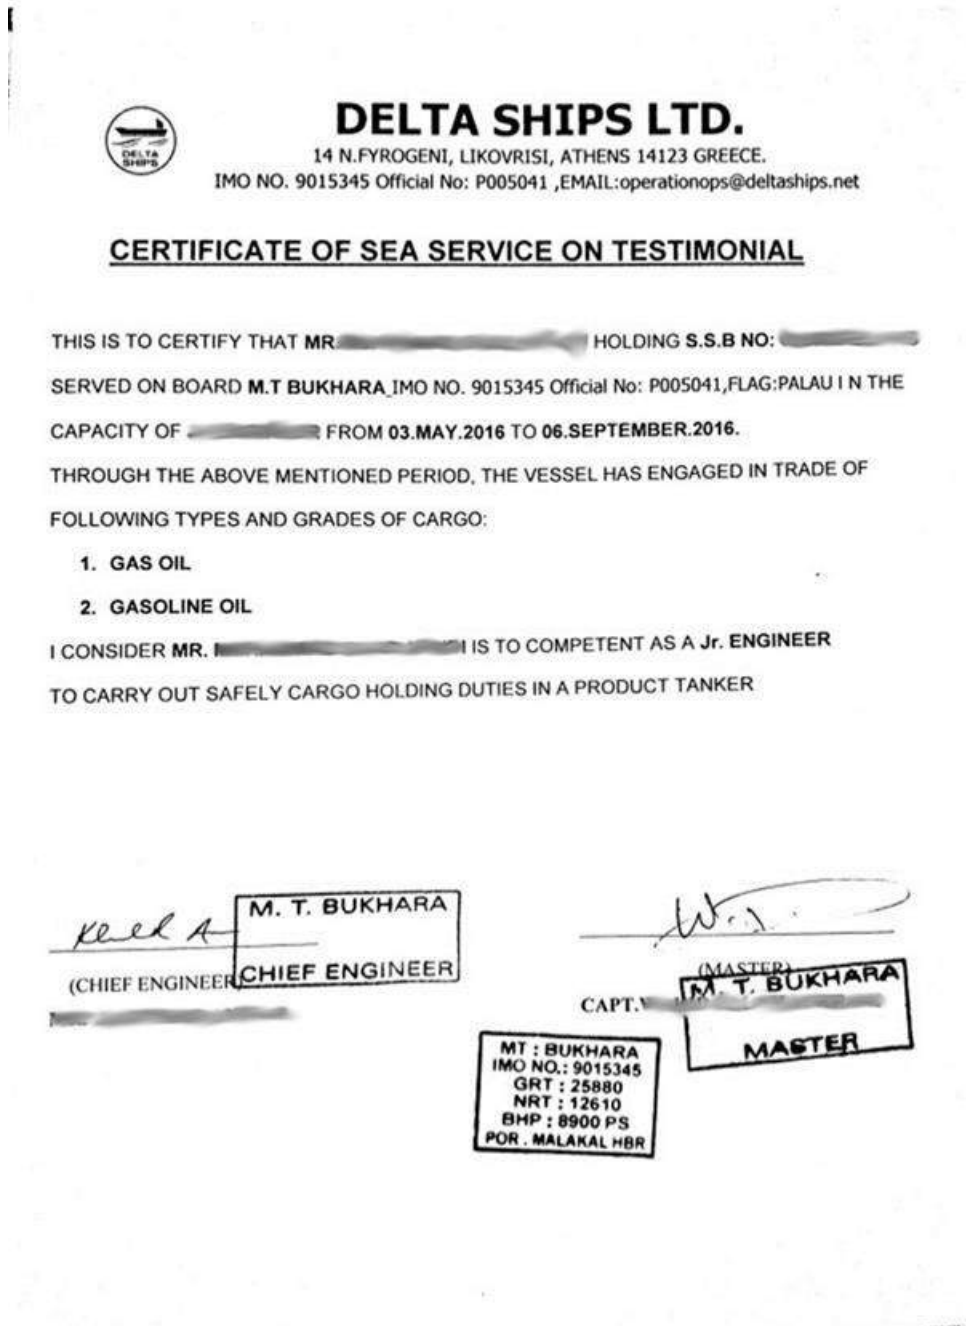 DELTA SHIPS LTD.
DELTA
SHIPS
14 N.FYROGENI, LIKOVRISI, ATHENS 14123 GREECE.
IMO NO. 9015345 Official No: P005041 ,EMAIL:operationops@deltaships.net
CERTIFICATE OF SEA SERVICE ON TESTIMONIAL
THIS IS TO CERTIFY THAT MR HOLDING S.S.B NO:
SERVED ON BOARD M.T BUKHARA IMO NO. 9015345 Official No: P005041,FLAG:PALAU I N THE
CAPACITY OF FROM 03.MAY.2016 TO 06.SEPTEMBER.2016.
THROUGH THE ABOVE MENTIONED PERIOD, THE VESSEL HAS ENGAGED IN TRADE OF
FOLLOWING TYPES AND GRADES OF CARGO:
1. GAS OIL
2. GASOLINE OIL
I CONSIDER MR. IS TO COMPETENT AS A Jr. ENGINEER
TO CARRY OUT SAFELY CARGO HOLDING DUTIES IN A PRODUCT TANKER
M. T. BUKHARA
CHIEF ENGINEER
(CHIEF ENGINEER
(MASTER)
CAPT.
M. T. BUKHARA
MASTER
MT : BUKHARA
IMO NO.: 9015345
GRT : 25880
NRT : 12610
BHP : 8900 PS
POR . MALAKAL HBR